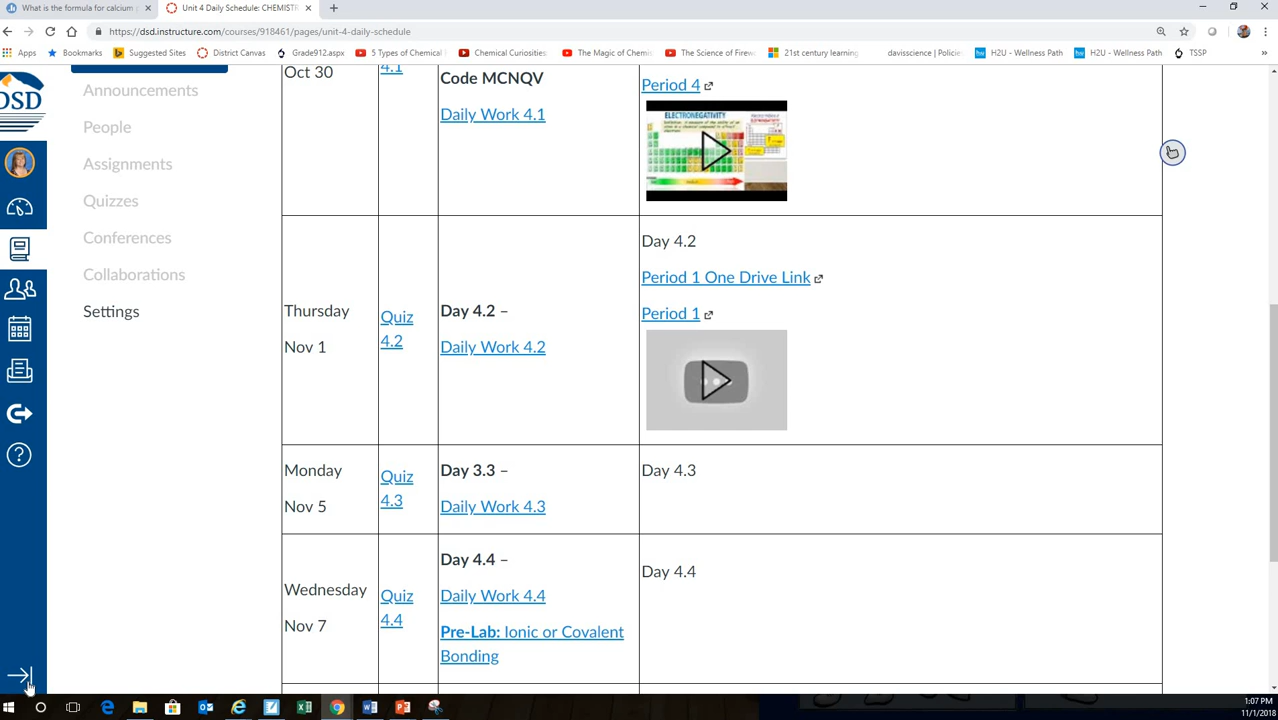 What is the formula for calcium
Unit 4 Daily Schedule: CHEMIST
https://dsd.instructure.com/courses/918461/pages/unit-4-daily-schedule
Apps
Bookmarks
Suggested Sites
District Canvas
Grade912.aspx
5 Types of Chemical
Chemical Curiosities
The Magic of Chemis
The Science of Firew
21st century learning
davisscience | Policies
H2U - Wellness Path
H2U - Wellness Path
TSSP
DSD
Announcements
People
Assignments
Quizzes
Conferences
Collaborations
Settings
Oct 30
4.1
Code MCNQV
Daily Work 4.1
Period 4
ELECTRONEGATIVITY
Thursday
Nov 1
Quiz
4.2
Day 4.2 –
Daily Work 4.2
Day 4.2
Period 1 One Drive Link
Period 1
Monday
Nov 5
Quiz
4.3
Day 3.3 –
Daily Work 4.3
Day 4.3
Wednesday
Nov 7
Quiz
4.4
Day 4.4 –
Daily Work 4.4
Pre-Lab: Ionic or Covalent
Bonding
Day 4.4
1:07 PM
11/1/2018